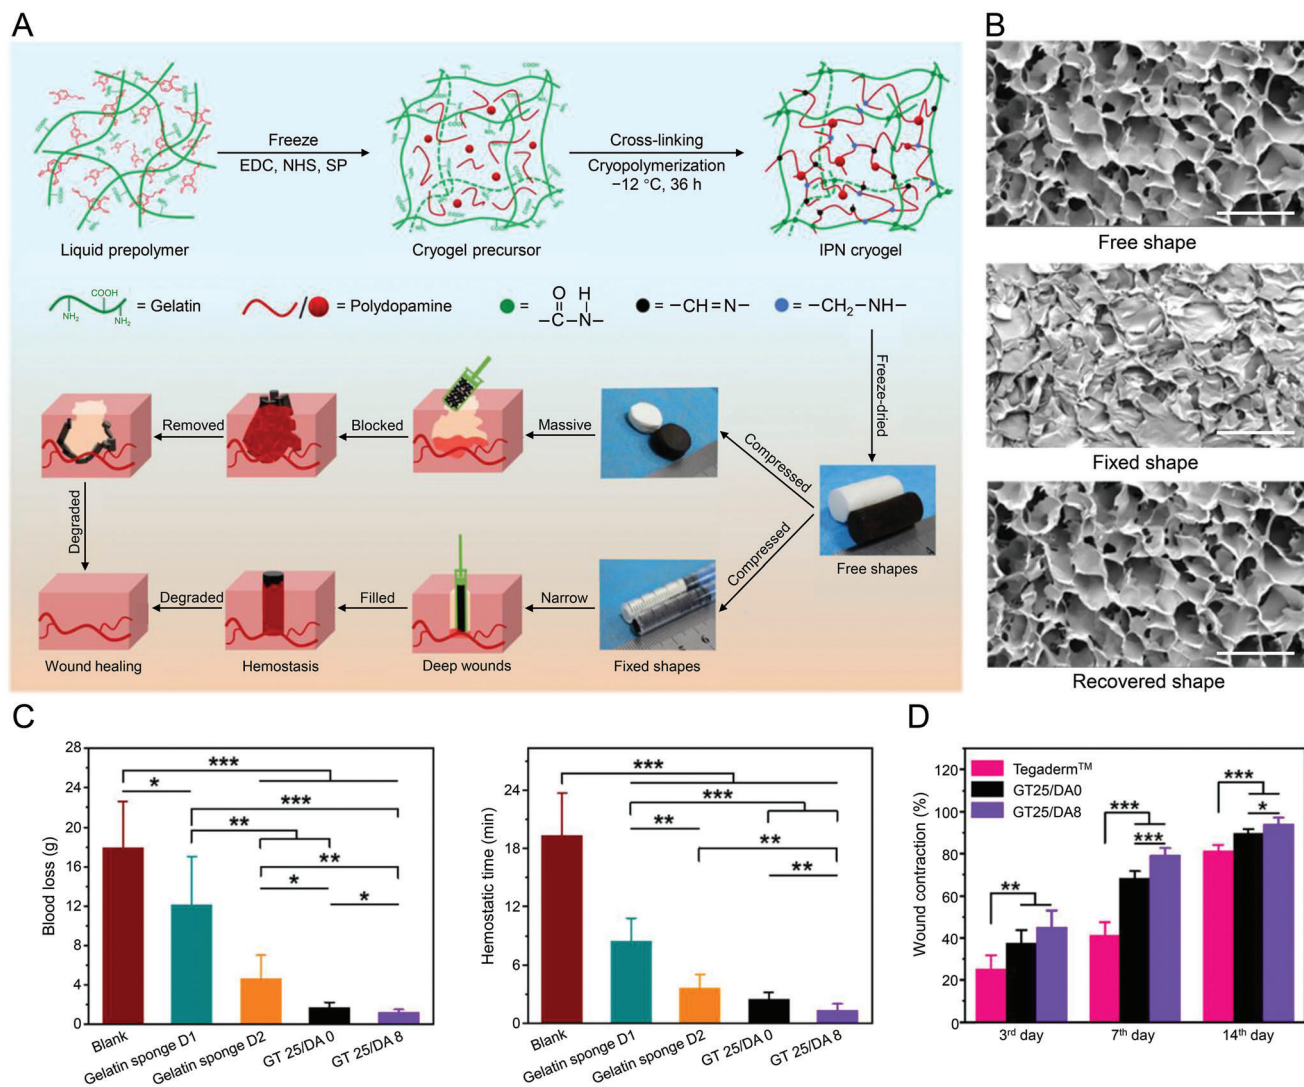 A
B
Freeze
EDC, NHS, SP
Cross-linking
Cryopolymerization
−12 °C, 36 h
Liquid prepolymer
Cryogel precursor
IPN cryogel
Free shape
COOH
NH2
NH2
= Gelatin
/
= Polydopamine
=
O
H
–C–N–
= –CH=N–
= –CH2–NH–
Freeze-dried
Removed
Blocked
Massive
Compressed
Fixed shape
Degraded
Compressed
Free shapes
Degraded
Filled
Narrow
Wound healing
Hemostasis
Deep wounds
Fixed shapes
Recovered shape
C
Blood loss (g)
28
24
20
16
12
8
4
0
***
*
***
**
**
*
*
Blank
Gelatin sponge D1
Gelatin sponge D2
GT 25/DA 0
GT 25/DA 8
Hemostatic time (min)
24
18
12
6
0
***
***
**
**
**
Blank
Gelatin sponge D1
Gelatin sponge D2
GT 25/DA 0
GT 25/DA 8
D
Wound contraction (%)
120
100
80
60
40
20
0
Tegaderm™
GT25/DA0
GT25/DA8
**
***
***
***
*
3rd day
7th day
14th day